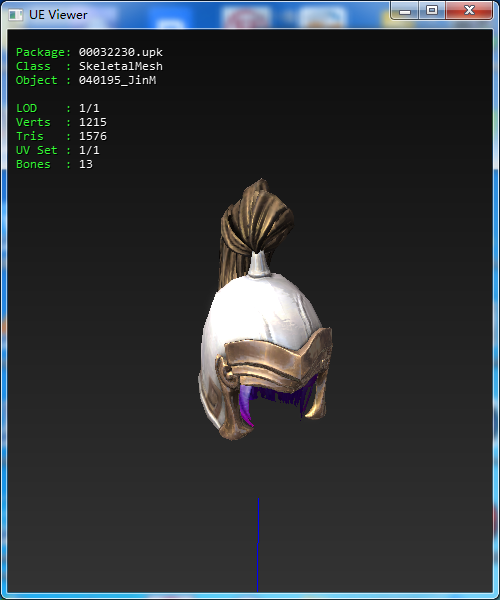 UE Viewer
Package: 00032230.upk
Class : SkeletalMesh
Object : 040195_JinM
LOD : 1/1
Verts : 1215
Tris : 1576
UV Set : 1/1
Bones : 13